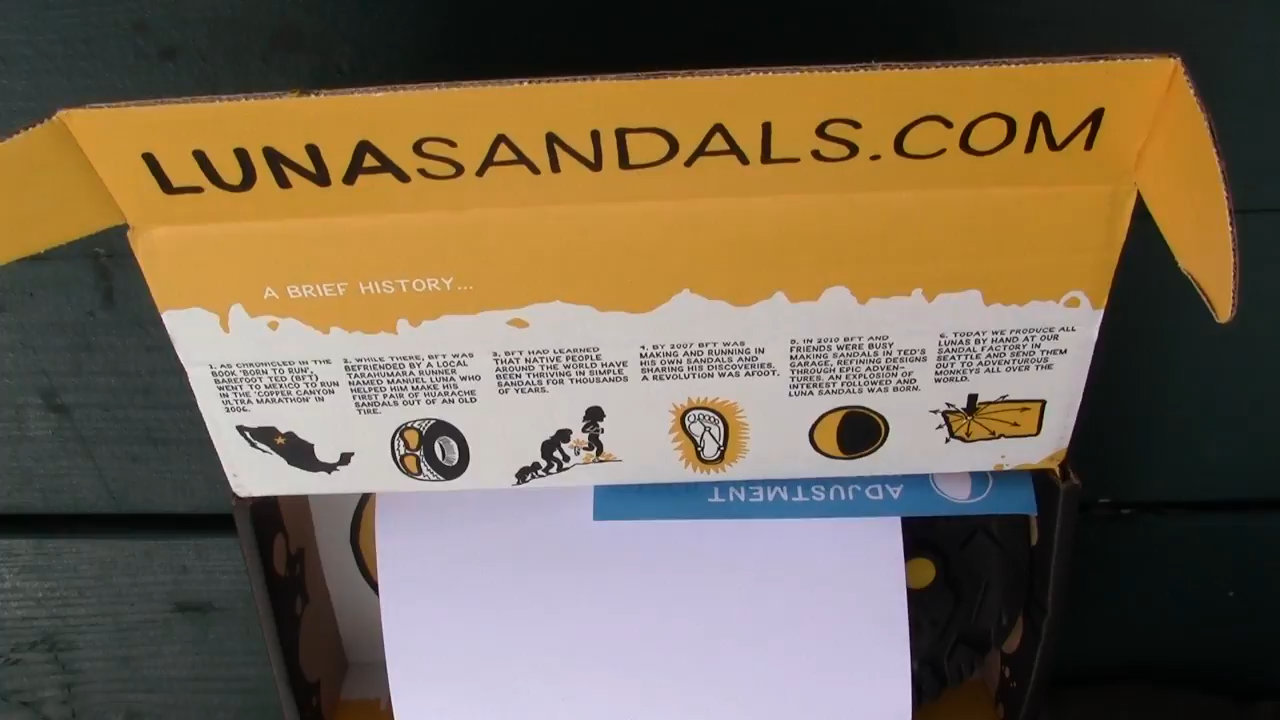 LUNASANDALS.COM
A BRIEF HISTORY...
1. AS CHRONICLED IN THE
BOOK 'BORN TO RUN',
BAREFOOT TED (BFT)
WENT TO MEXICO TO RUN
IN THE 'COPPER CANYON
ULTRA MARATHON' IN
2006.
2. WHILE THERE, BFT WAS
BEFRIENDED BY A LOCAL
TARAHUMARA RUNNER
NAMED MANUEL LUNA WHO
HELPED HIM MAKE HIS
FIRST PAIR OF HUARACHE
SANDALS OUT OF AN OLD
TIRE.
3. BFT HAD LEARNED
THAT NATIVE PEOPLE
AROUND THE WORLD HAVE
BEEN THRIVING IN SIMPLE
SANDALS FOR THOUSANDS
OF YEARS.
4. BY 2007 BFT WAS
MAKING AND RUNNING IN
HIS OWN SANDALS AND
SHARING HIS DISCOVERIES.
A REVOLUTION WAS AFOOT.
5. IN 2010 BFT AND
FRIENDS WERE BUSY
MAKING SANDALS IN TED'S
GARAGE, REFINING DESIGNS
THROUGH EPIC ADVEN-
TURES. AN EXPLOSION OF
INTEREST FOLLOWED AND
LUNA SANDALS WAS BORN.
6. TODAY WE PRODUCE ALL
LUNAS BY HAND AT OUR
SANDAL FACTORY IN
SEATTLE AND SEND THEM
OUT TO ADVENTUROUS
MONKEYS ALL OVER THE
WORLD.
ADJUSTMENT